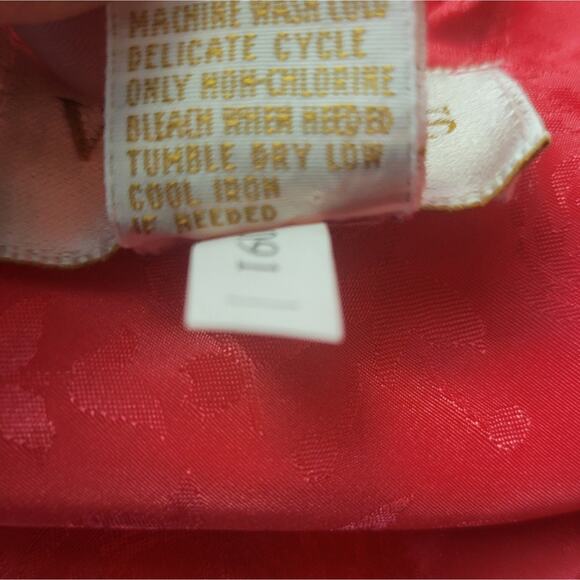 MACHINE WASH LOW
DELICATE CYCLE
ONLY NON-CHLORINE
BLEACH WHEN NEEDED
TUMBLE DRY LOW
COOL IRON
IF NEEDED
S